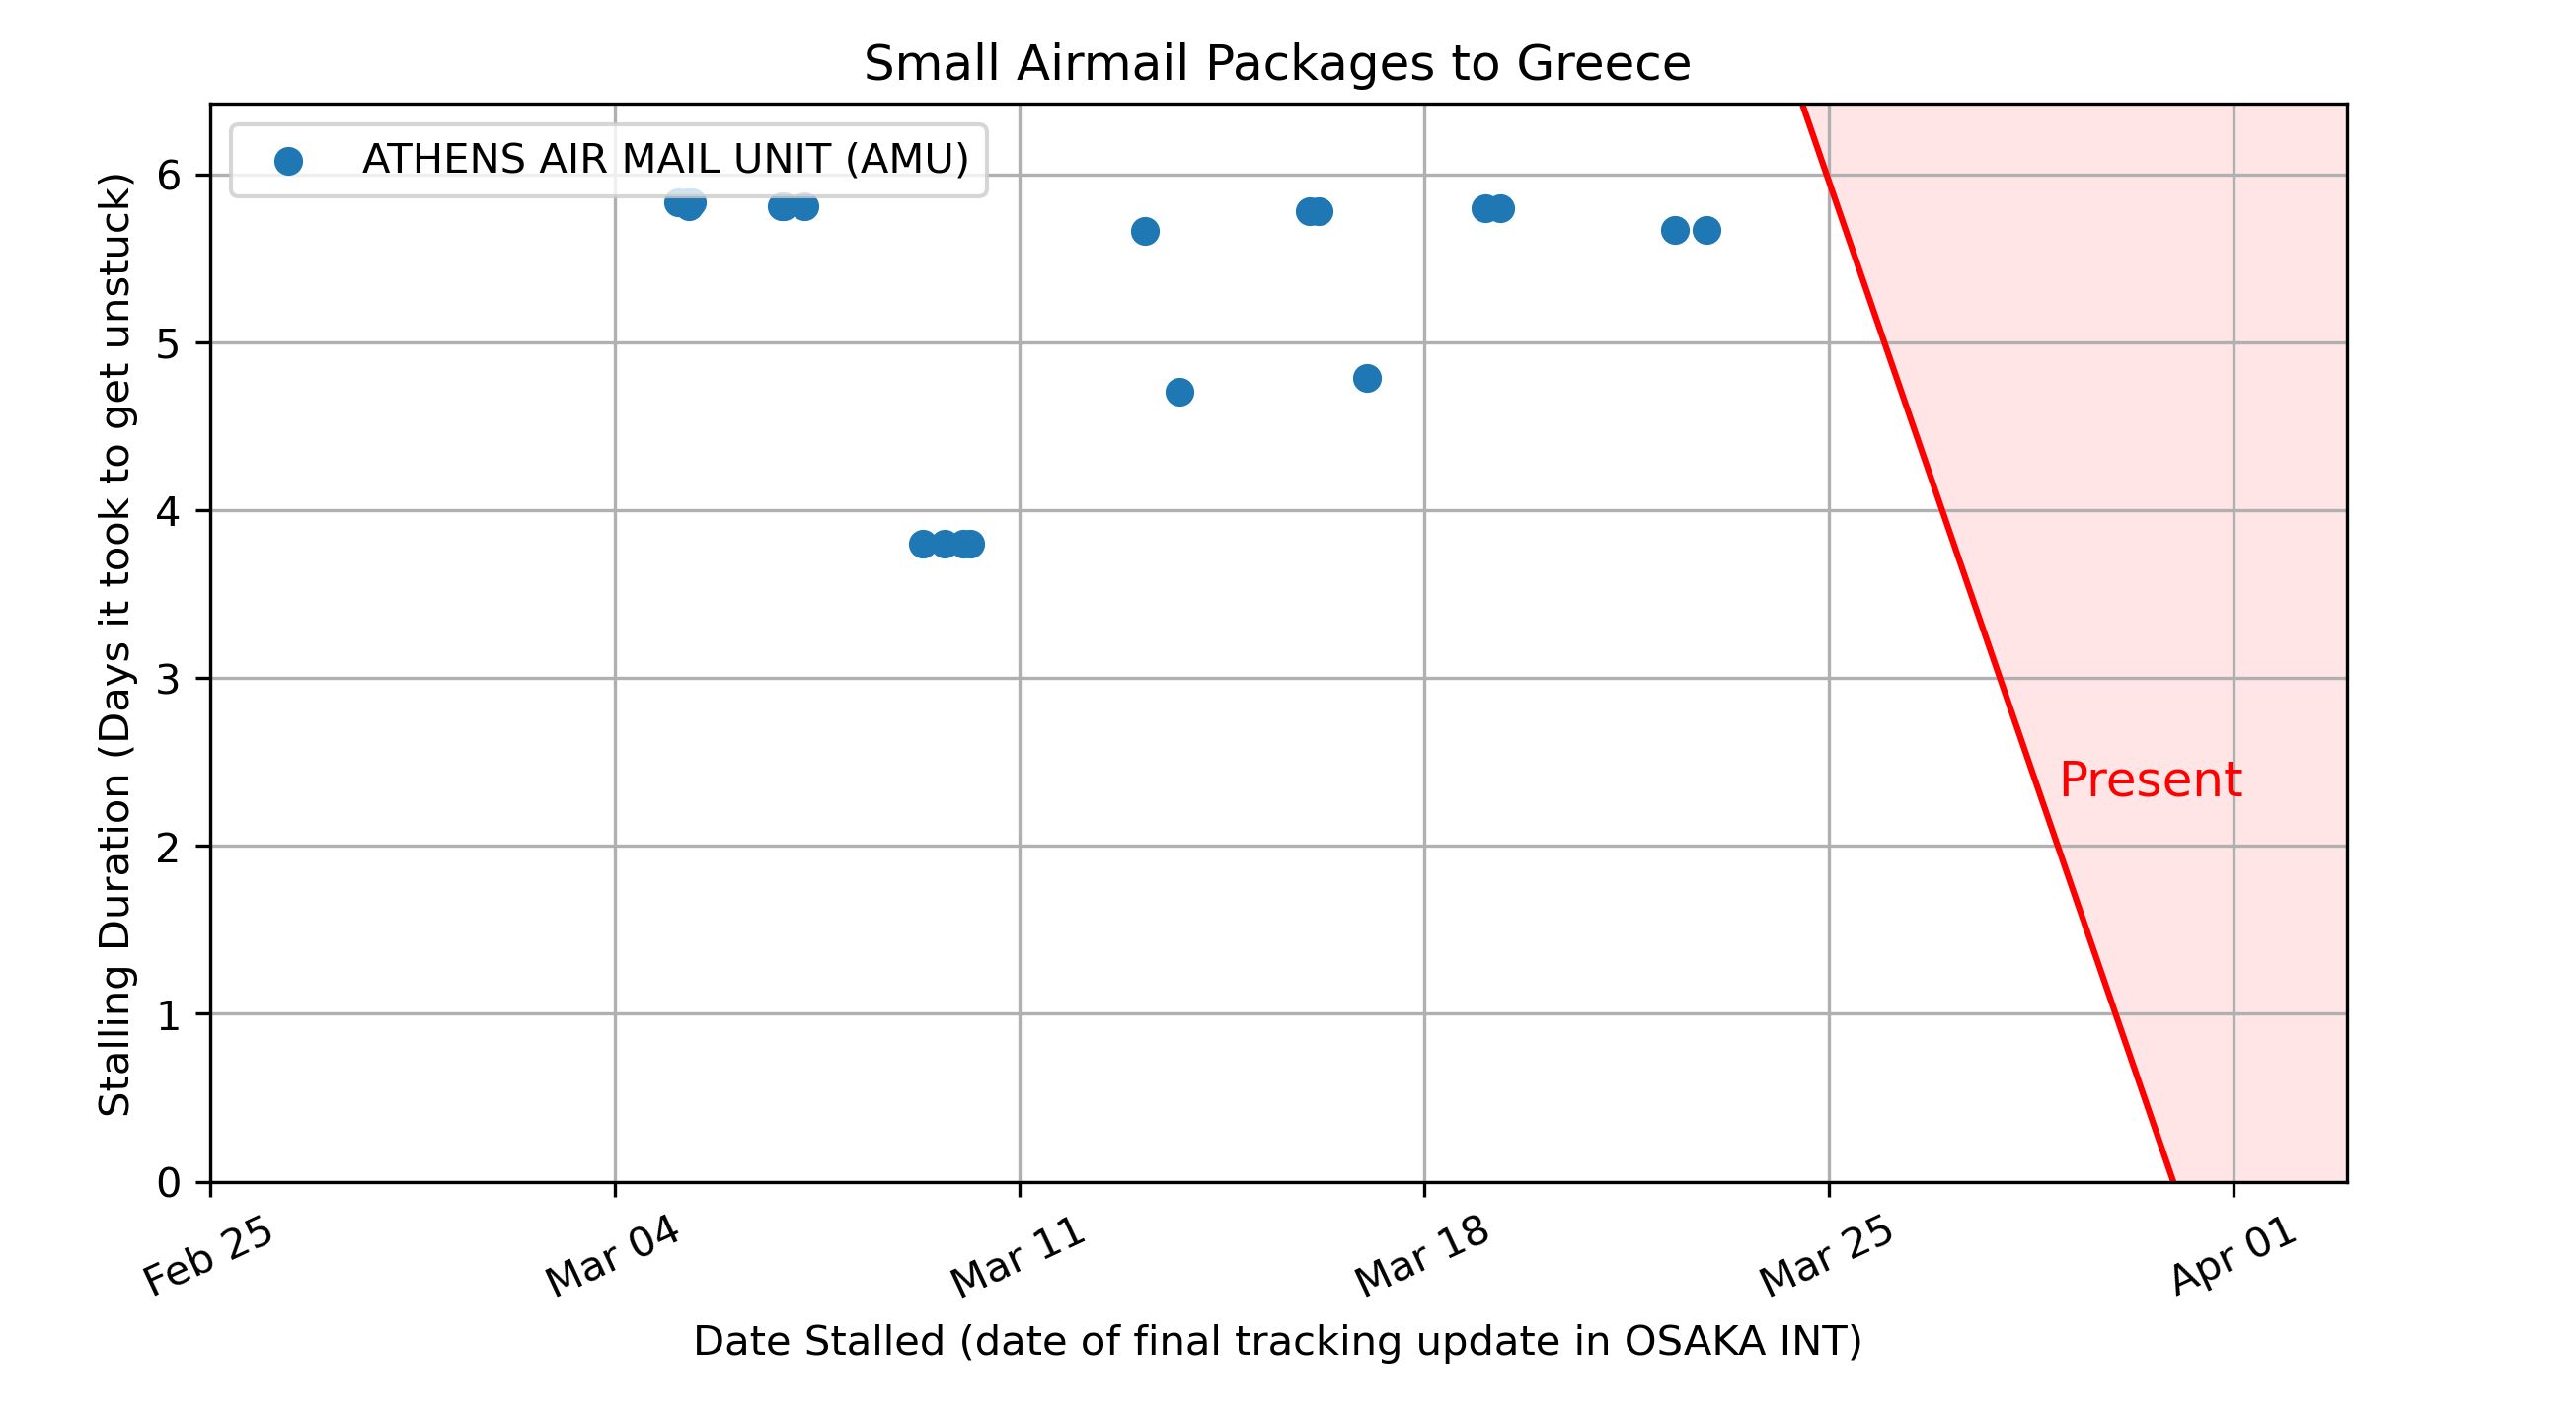 Small Airmail Packages to Greece
ATHENS AIR MAIL UNIT (AMU)
Stalling Duration (Days it took to get unstuck)
6
5
4
3
2
1
0
Present
Feb 25
Mar 04
Mar 11
Mar 18
Mar 25
Apr 01
Date Stalled (date of final tracking update in OSAKA INT)